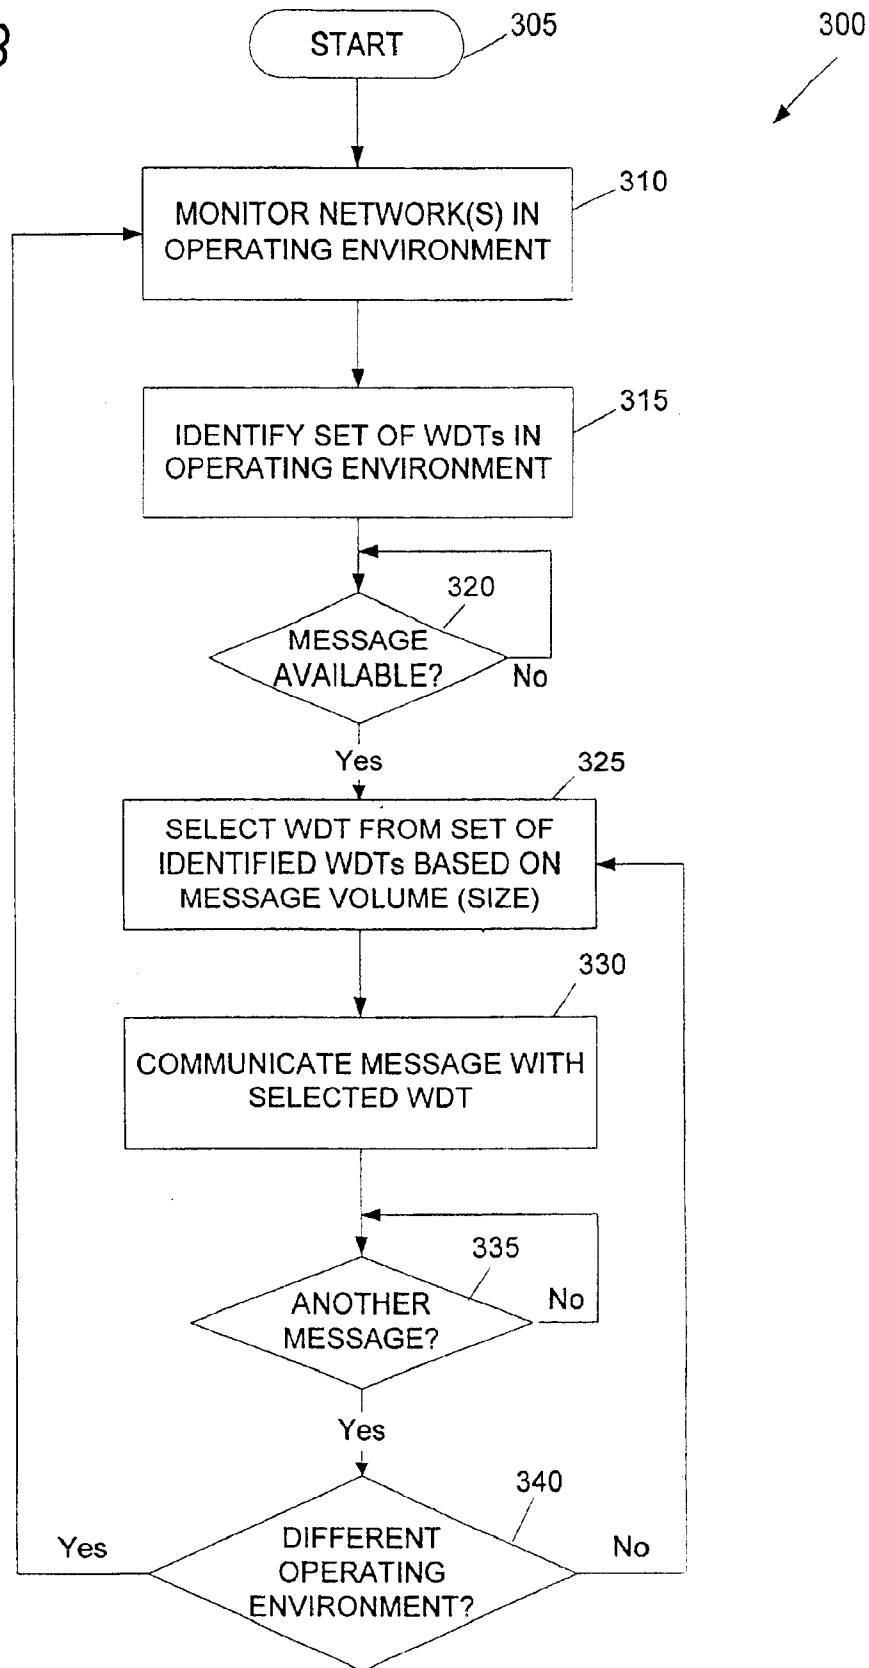 3
START
305
300
MONITOR NETWORK(S) IN
OPERATING ENVIRONMENT
310
IDENTIFY SET OF WDTs IN
OPERATING ENVIRONMENT
315
MESSAGE
AVAILABLE?
320
No
Yes
325
SELECT WDT FROM SET OF
IDENTIFIED WDTs BASED ON
MESSAGE VOLUME (SIZE)
330
COMMUNICATE MESSAGE WITH
SELECTED WDT
335
ANOTHER
MESSAGE?
No
Yes
340
DIFFERENT
OPERATING
ENVIRONMENT?
Yes
No